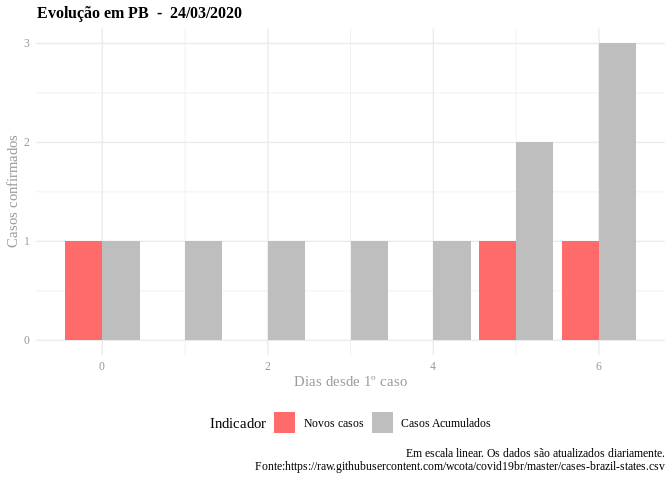 Evolução em PB  -  24/03/2020
Casos confirmados
3
2
1
0
0 2 4 6
Dias desde 1º caso
Indicador Novos casos Casos Acumulados
Em escala linear. Os dados são atualizados diariamente.
Fonte:https://raw.githubusercontent.com/wcota/covid19br/master/cases-brazil-states.csv